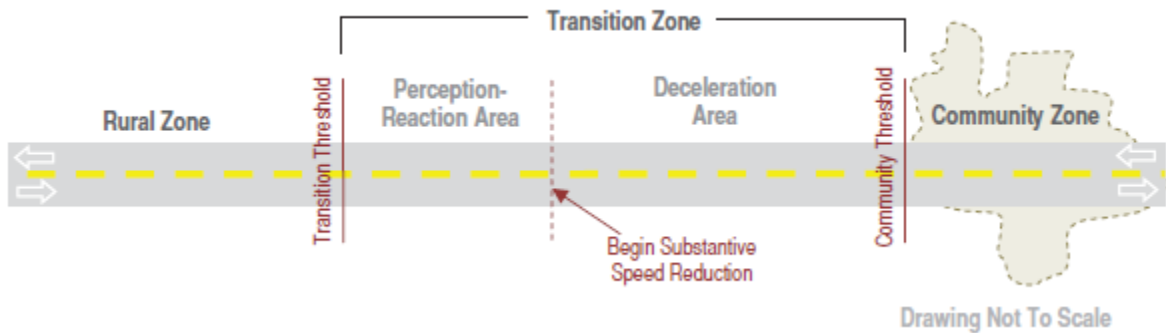 Transition Zone
Transition Threshold
Perception-
Reaction Area
Deceleration
Area
Community Threshold
Rural Zone
Community Zone
Begin Substantive
Speed Reduction
Drawing Not To Scale